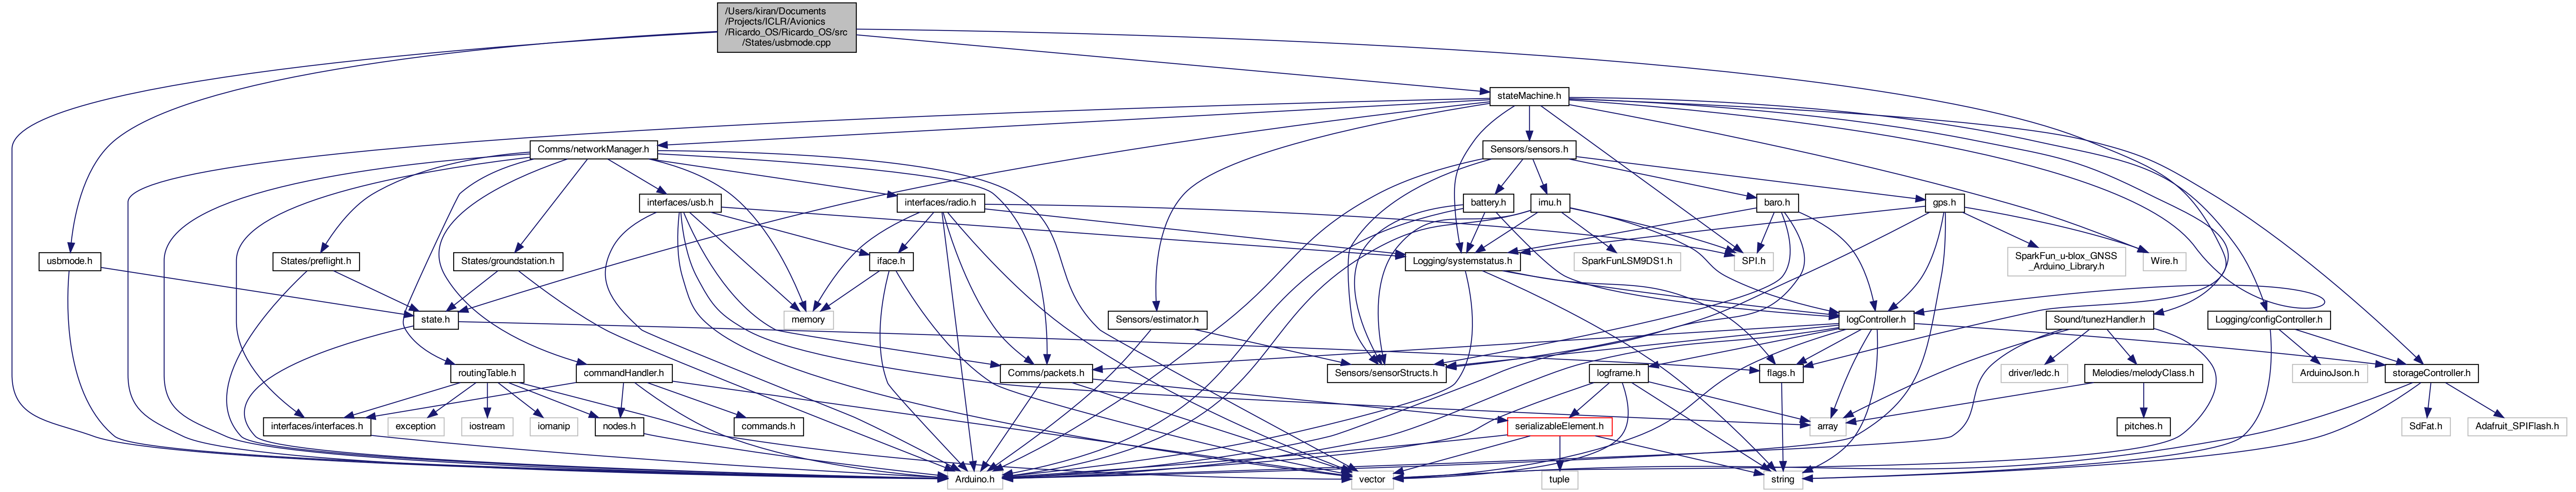 /Users/kiran/Documents
/Projects/ICLR/Avionics
/Ricardo_OS/Ricardo_OS/src
/States/usbmode.cpp
stateMachine.h
Comms/networkManager.h
Sensors/sensors.h
interfaces/usb.h
interfaces/radio.h
battery.h
imu.h
baro.h
gps.h
usbmode.h
States/preflight.h
States/groundstation.h
iface.h
Logging/systemstatus.h
SparkFunLSM9DS1.h
SPI.h
SparkFun_u-blox_GNSS
_Arduino_Library.h
Wire.h
state.h
memory
Sensors/estimator.h
logController.h
Sound/tunezHandler.h
Logging/configController.h
routingTable.h
commandHandler.h
Comms/packets.h
Sensors/sensorStructs.h
logframe.h
flags.h
driver/ledc.h
Melodies/melodyClass.h
ArduinoJson.h
storageController.h
interfaces/interfaces.h
exception
iostream
iomanip
nodes.h
commands.h
serializableElement.h
array
pitches.h
SdFat.h
Adafruit_SPIFlash.h
Arduino.h
vector
tuple
string